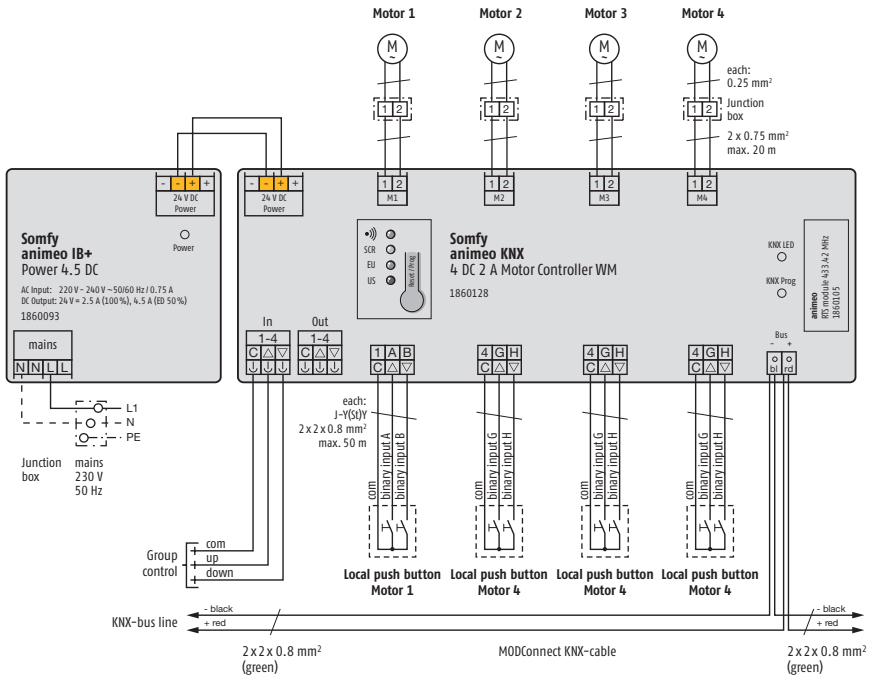 Motor 1
Motor 2
Motor 3
Motor 4
M
~
M
~
M
~
M
~
each:
0.25 mm²
1 2
1 2
1 2
1 2
Junction
box
2 x 0.75 mm²
max. 20 m
- - + +
24 V DC
Power
Power
Somfy
animeo IB+
Power 4.5 DC
AC Input: 220 V - 240 V ~50/60 Hz / 0.75 A
DC Output: 24 V = 2.5 A (100%), 4.5 A (ED 50%)
1860093
mains
N N L L
L1
N
PE
Junction
box
mains
230 V
50 Hz
- - + +
24 V DC
Power
1 2
M1
1 2
M2
1 2
M3
1 2
M4
SCR
EU
US
Reset / Prog
Somfy
animeo KNX
4 DC 2 A Motor Controller WM
1860128
KNX LED
KNX Prog
animeo
RTS module 433,42 MHz
1860105
In
1-4
C
Out
1-4
C
1 A B
C
4 G H
C
4 G H
C
4 G H
C
Bus
- +
bl rd
each:
J-Y(St)Y
2 x 2 x 0.8 mm²
max. 50 m
com
binary input A
binary input B
com
binary input G
binary input H
com
binary input G
binary input H
com
binary input G
binary input H
Group
control
com
up
down
Local push button
Motor 1
Local push button
Motor 4
Local push button
Motor 4
Local push button
Motor 4
KNX-bus line
- black
+ red
- black
+ red
2 x 2 x 0.8 mm²
(green)
MODConnect KNX-cable
2 x 2 x 0.8 mm²
(green)